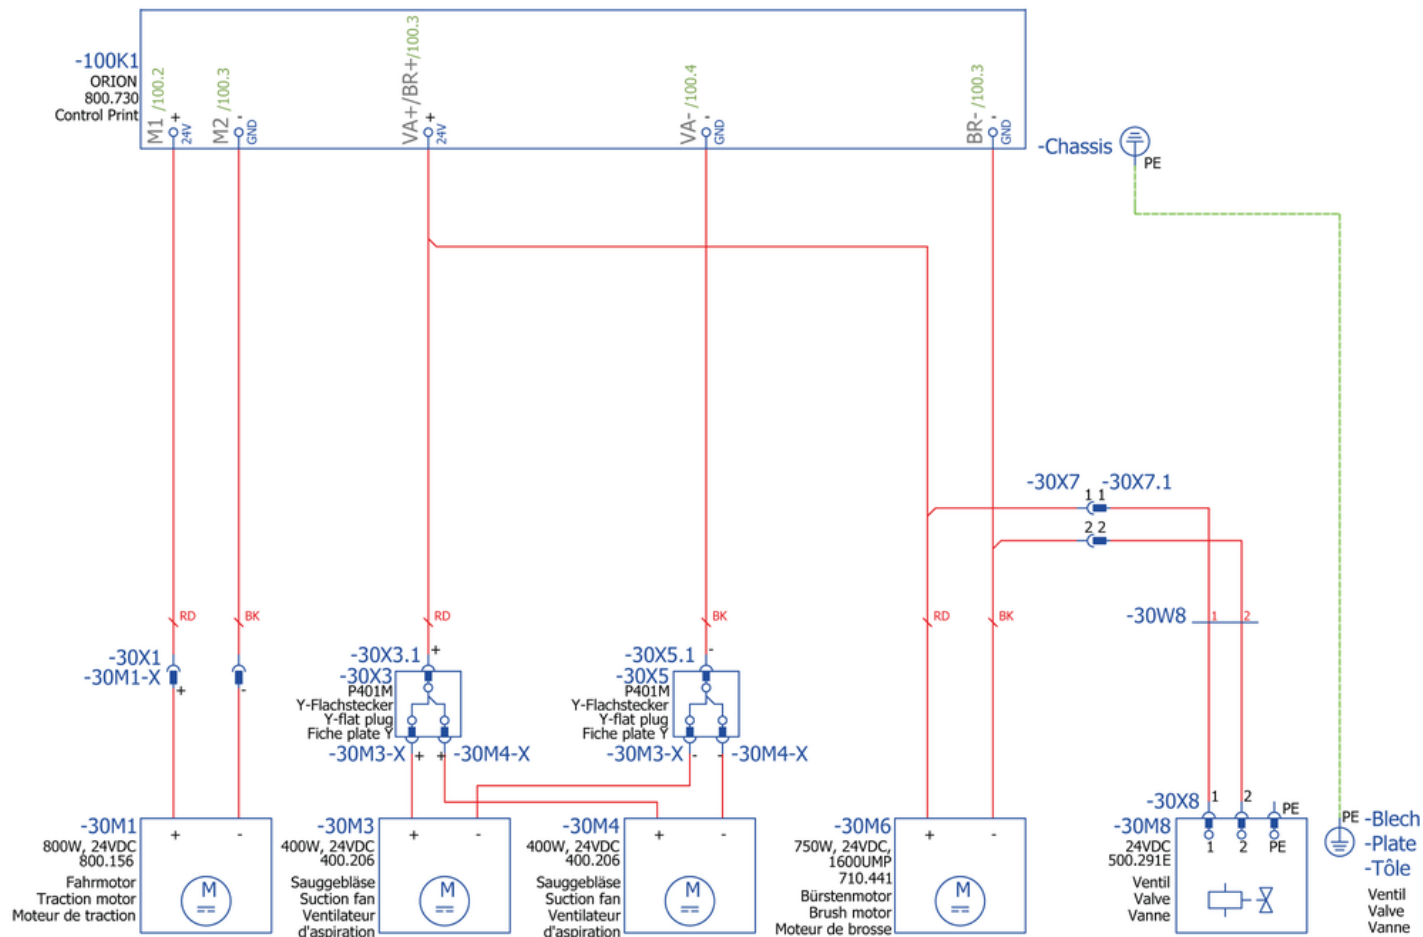 -100K1
ORION
800.730
Control Print
M1 /100.2
+
24V
M2 /100.3
-
GND
VA+/BR+/100.3
+
24V
VA- /100.4
-
GND
BR- /100.3
-
GND
-Chassis
PE
-30X7
-30X7.1
1 1
2 2
-30W8
1
2
RD
BK
RD
BK
RD
BK
-30X1
-30M1-X
+
-
-30X3.1
+
-30X3
P401M
Y-Flachstecker
Y-flat plug
Fiche plate Y
-30M3-X
+
+
-30M4-X
-30X5.1
-
-30X5
P401M
Y-Flachstecker
Y-flat plug
Fiche plate Y
-30M3-X
-
-
-30M4-X
-30M1
800W, 24VDC
800.156
Fahrmotor
Traction motor
Moteur de traction
+
-
M
-30M3
400W, 24VDC
400.206
Sauggebläse
Suction fan
Ventilateur
d'aspiration
+
-
M
-30M4
400W, 24VDC
400.206
Sauggebläse
Suction fan
Ventilateur
d'aspiration
+
-
M
-30M6
750W, 24VDC,
1600UMP
710.441
Bürstenmotor
Brush motor
Moteur de brosse
+
-
M
-30X8
1
2
PE
-30M8
24VDC
500.291E
Ventil
Valve
Vanne
1
2
PE
PE
-Blech
-Plate
-Tôle
Ventil
Valve
Vanne